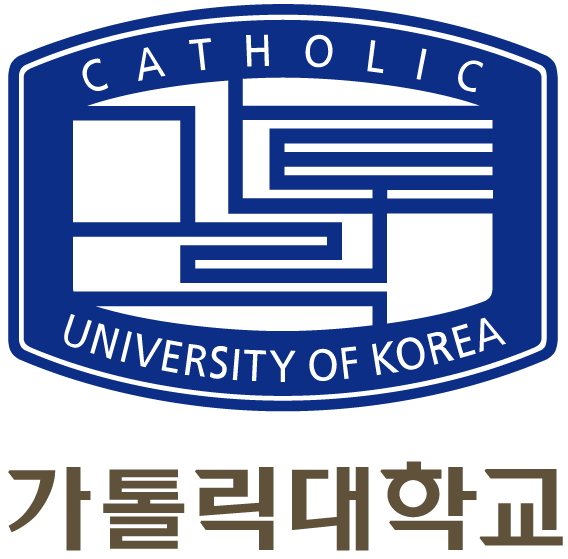 CATHOLIC
UNIVERSITY OF KOREA
가톨릭대학교